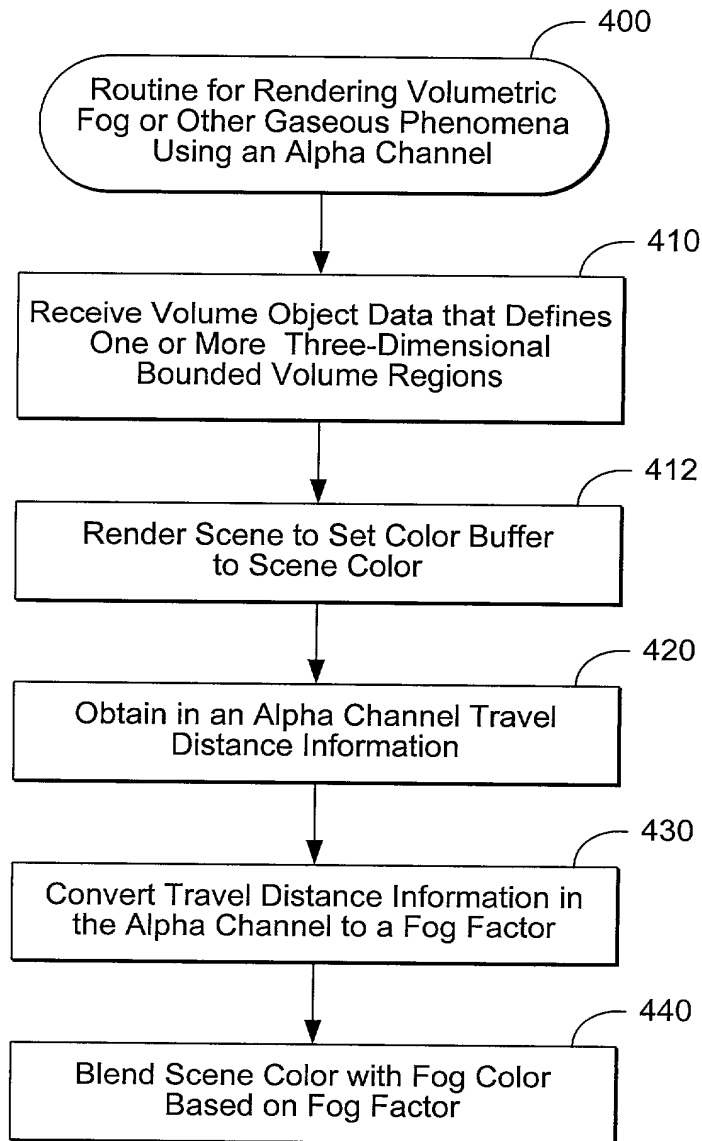 400
Routine for Rendering Volumetric
Fog or Other Gaseous Phenomena
Using an Alpha Channel
410
Receive Volume Object Data that Defines
One or More Three-Dimensional
Bounded Volume Regions
412
Render Scene to Set Color Buffer
to Scene Color
420
Obtain in an Alpha Channel Travel
Distance Information
430
Convert Travel Distance Information in
the Alpha Channel to a Fog Factor
440
Blend Scene Color with Fog Color
Based on Fog Factor